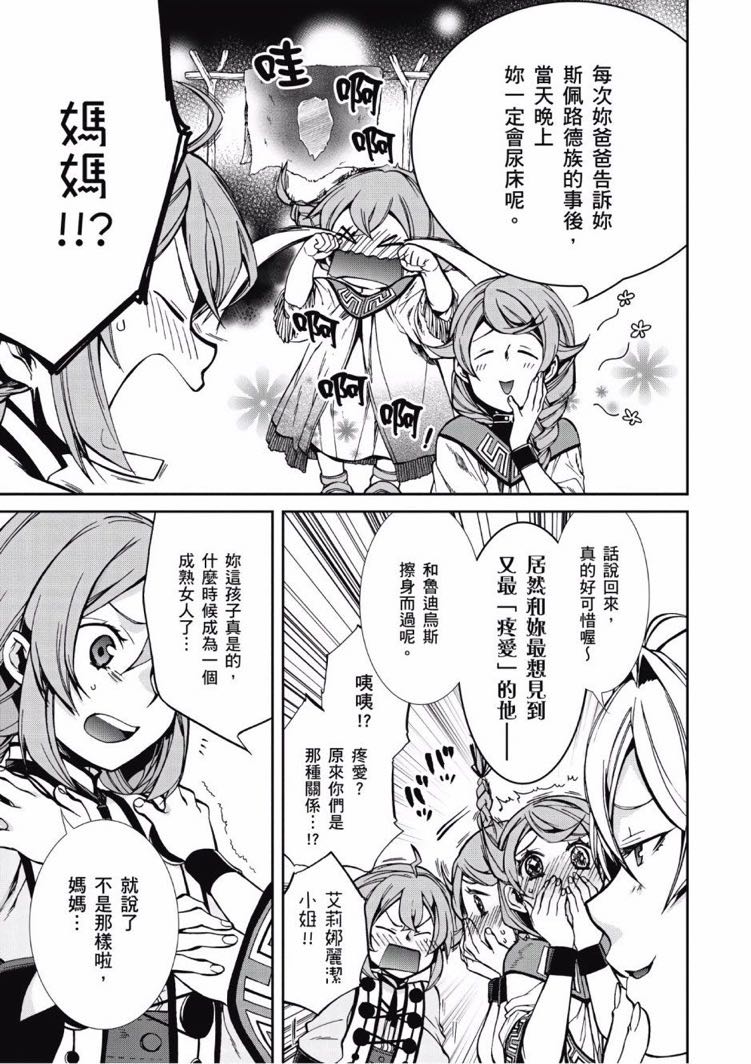 每次妳爸爸告訴妳
斯佩路德族的事後，
當天晚上
妳一定會尿床呢。
哇
啊
啊
啊
啊
啊
啊！
媽
媽
!!?
話說回來，
真的好可惜喔～
居然和妳最想見到
又最「疼愛」的他——
和魯迪烏斯
擦身而過呢。
咦咦!?
疼愛？
原來你們是
那種關係…!?
艾莉娜麗潔
小姐!!
妳這孩子真是的，
什麼時候成為一個
成熟女人了…
就說了
不是那樣啦，
媽媽…